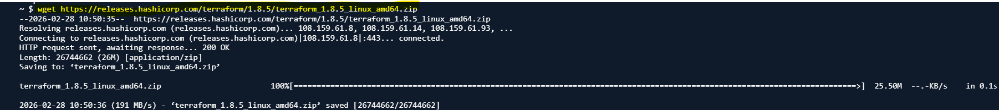 ~ $ wget https://releases.hashicorp.com/terraform/1.8.5/terraform_1.8.5_linux_amd64.zip
--2026-02-28 10:50:35--  https://releases.hashicorp.com/terraform/1.8.5/terraform_1.8.5_linux_amd64.zip
Resolving releases.hashicorp.com (releases.hashicorp.com)... 108.159.61.8, 108.159.61.14, 108.159.61.93, ...
Connecting to releases.hashicorp.com (releases.hashicorp.com)|108.159.61.8|:443... connected.
HTTP request sent, awaiting response... 200 OK
Length: 26744662 (26M) [application/zip]
Saving to: ‘terraform_1.8.5_linux_amd64.zip’
terraform_1.8.5_linux_amd64.zip 100%[==========================================================================================================================>] 25.50M --.-KB/s in 0.1s
2026-02-28 10:50:36 (191 MB/s) - ‘terraform_1.8.5_linux_amd64.zip’ saved [26744662/26744662]